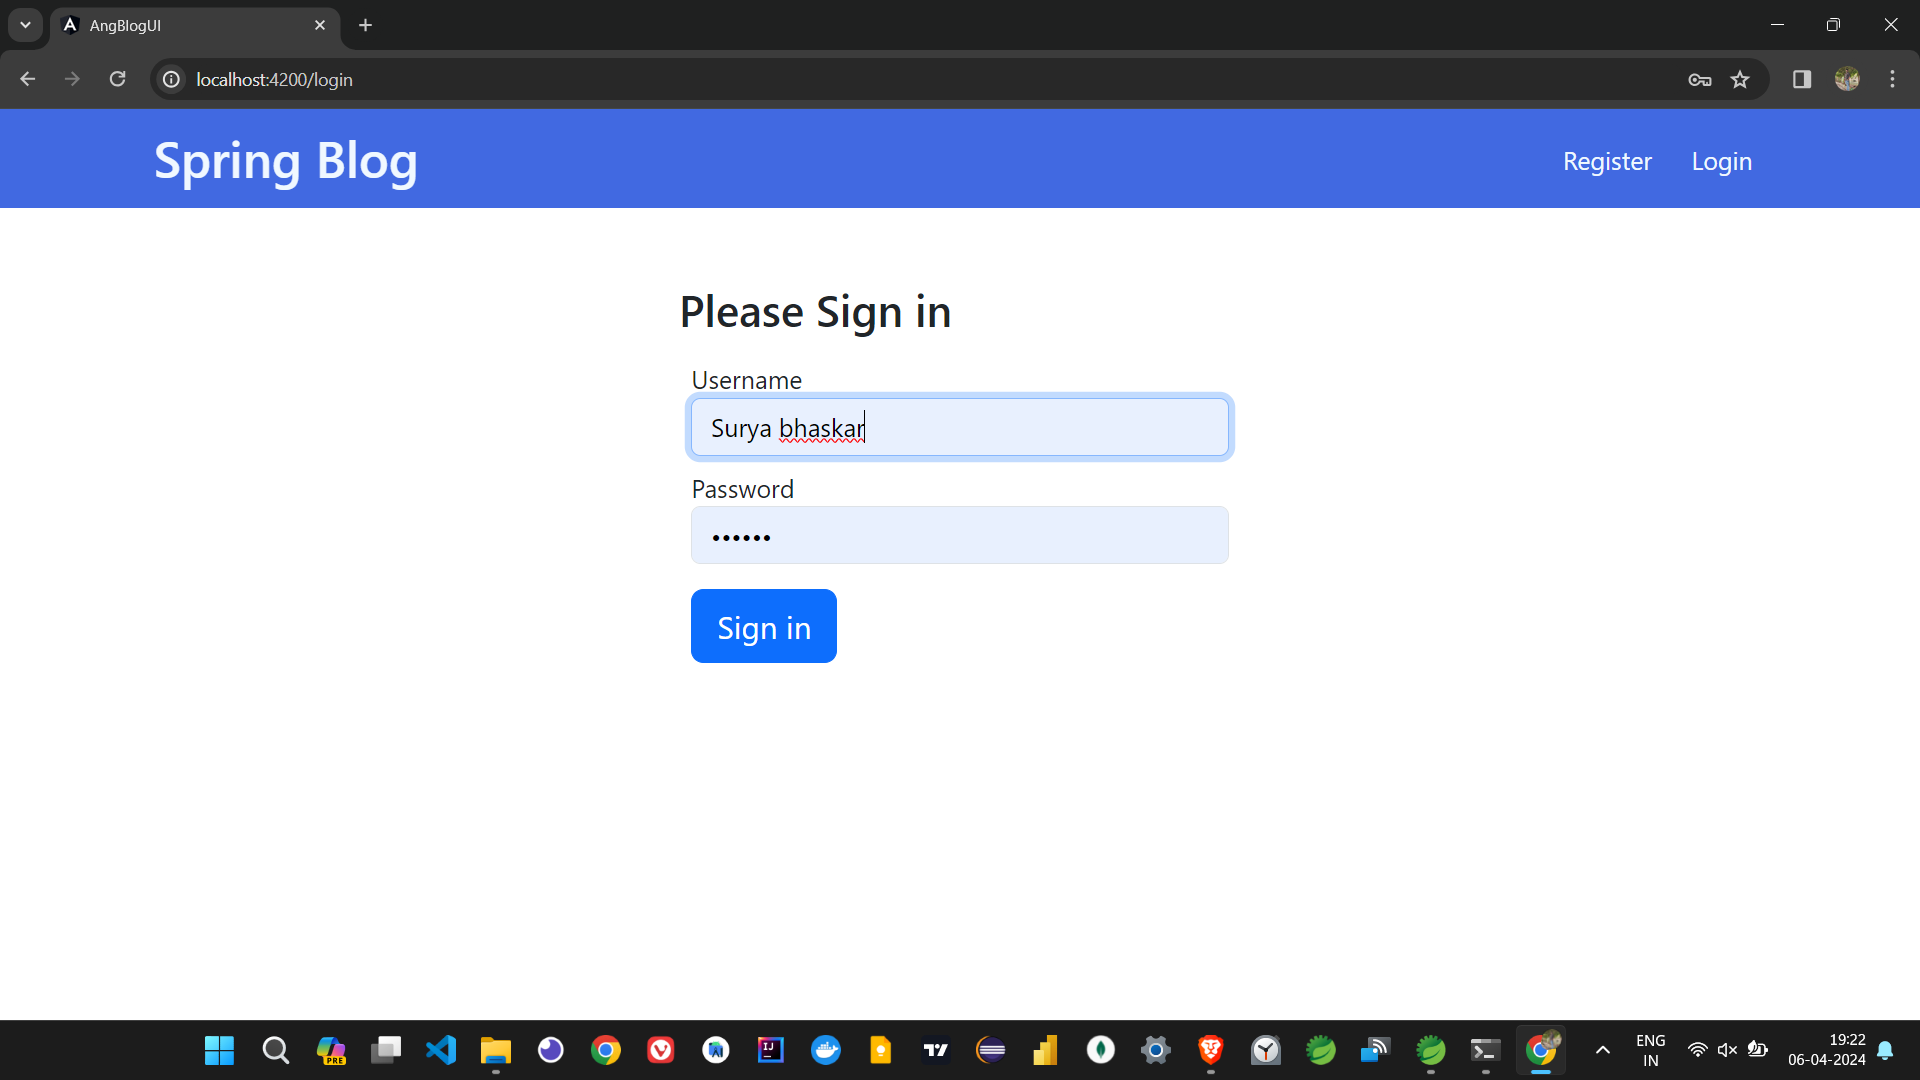 AngBlogUI
localhost:4200/login
Spring Blog
Register
Login
Please Sign in
Username
Surya bhaskar
Password
••••••
Sign in
PRE
ENG
IN
19:22
06-04-2024